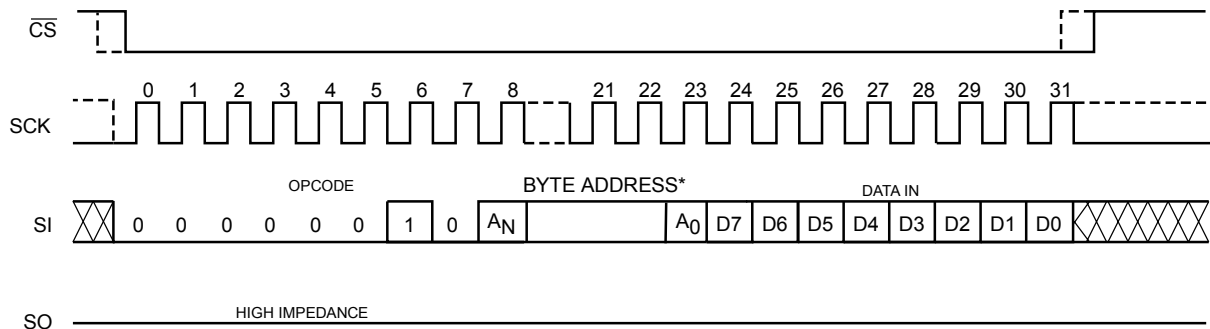 CS
0 1 2 3 4 5 6 7 8 21 22 23 24 25 26 27 28 29 30 31
SCK
OPCODE BYTE ADDRESS* DATA IN
SI 0 0 0 0 0 0 1 0 AN A0 D7 D6 D5 D4 D3 D2 D1 D0
HIGH IMPEDANCE
SO